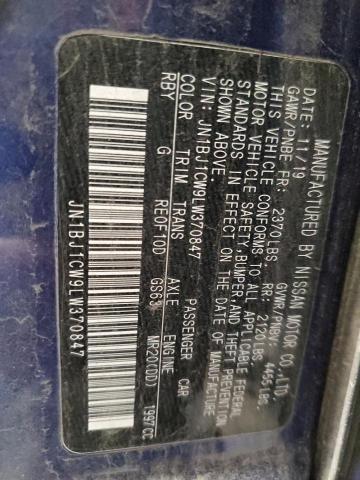 MANUFACTURED BY NISSAN MOTOR CO., LTD.
DATE: 11/19 GVWR/PNBV: 4455LBS,
GAWR/PNBE FR: 2370LBS. RR: 2120LBS
THIS VEHICLE CONFORMS TO ALL APPLICABLE FEDERAL
MOTOR VEHICLE SAFETY, BUMPER, AND THEFT PREVENTION
STANDARDS IN EFFECT ON THE DATE OF MANUFACTURE
SHOWN ABOVE.
VIN: JN1BJ1CW9LW370847 PASSENGER CAR
COLOR TRIM TRANS AXLE ENGINE
RBY G RE0F10D GS63 MR20(DD) 1997CC
JN1BJ1CW9LW370847